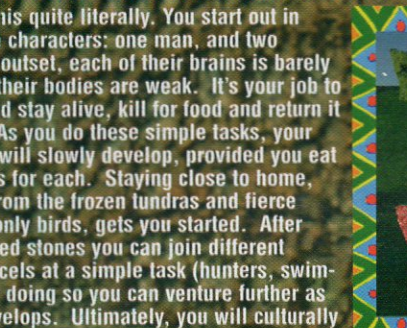 his quite literally. You start out in
characters: one man, and two
outset, each of their brains is barely
their bodies are weak. It's your job to
d stay alive, kill for food and return it
As you do these simple tasks, your
will slowly develop, provided you eat
s for each. Staying close to home,
from the frozen tundras and fierce
only birds, gets you started. After
ed stones you can join different
cels at a simple task (hunters, swim-
doing so you can venture further as
velops. Ultimately, you will culturally